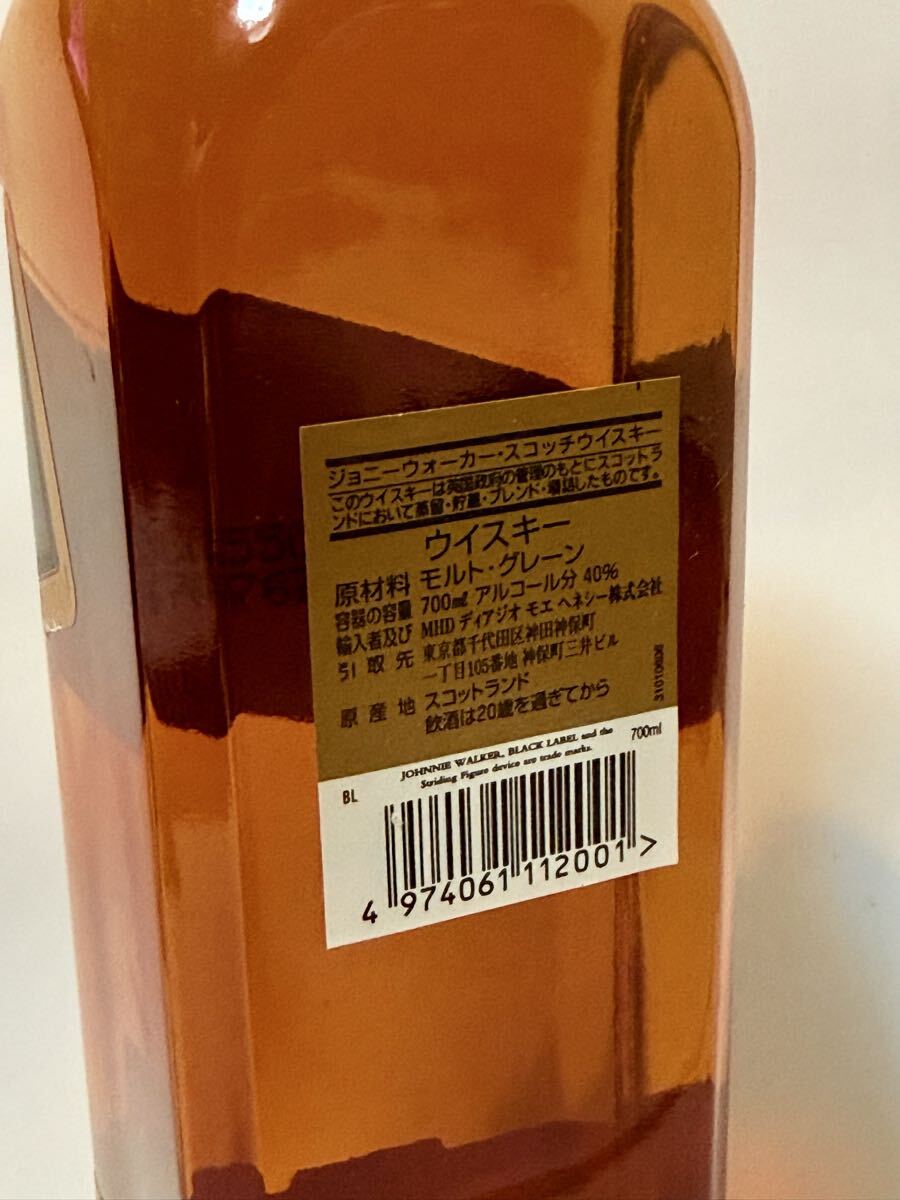 ジョニーウォーカー・スコッチウイスキー
このウイスキーは英国政府の管理のもとにスコットラ
ンドにおいて蒸留・貯蔵・ブレンド・壜詰したものです。
ウイスキー
原材料 モルト・グレーン
容器の容量 700ml アルコール分 40%
輸入者及び MHD ディアジオ モエ ヘネシー株式会社
引取先 東京都千代田区神田神保町
一丁目105番地 神保町三井ビル
原産地 スコットランド
飲酒は20歳を過ぎてから
JOHNNIE WALKER, BLACK LABEL and the
Striding Figure device are trade marks.
700ml
BL
4 974061 112001 >